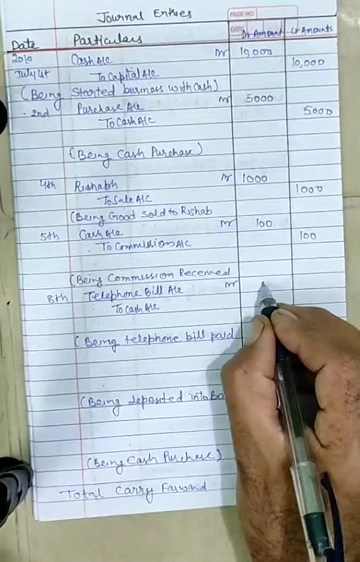 Journal Entries
PAGE NO.
DATE
Date Particulars Dr Amount Cr Amounts
2010 Cash A/c Dr 10,000
July 1st To Capital A/c 10,000
(Being Started business with Cash)
2nd Purchase A/c Dr 5000
To Cash A/c 5000
(Being Cash Purchase)
4th Rishabh Dr 1000
To Sale A/c 1000
(Being Good Sold to Rishab
5th Cash A/c Dr 100
To Commission A/C 100
(Being Commission Received
8th Telephone Bill A/c Dr
To Cash A/c
(Being telephone bill paid
(Being deposited into Ba
(Being Cash Purchase)
Total Carry Farward